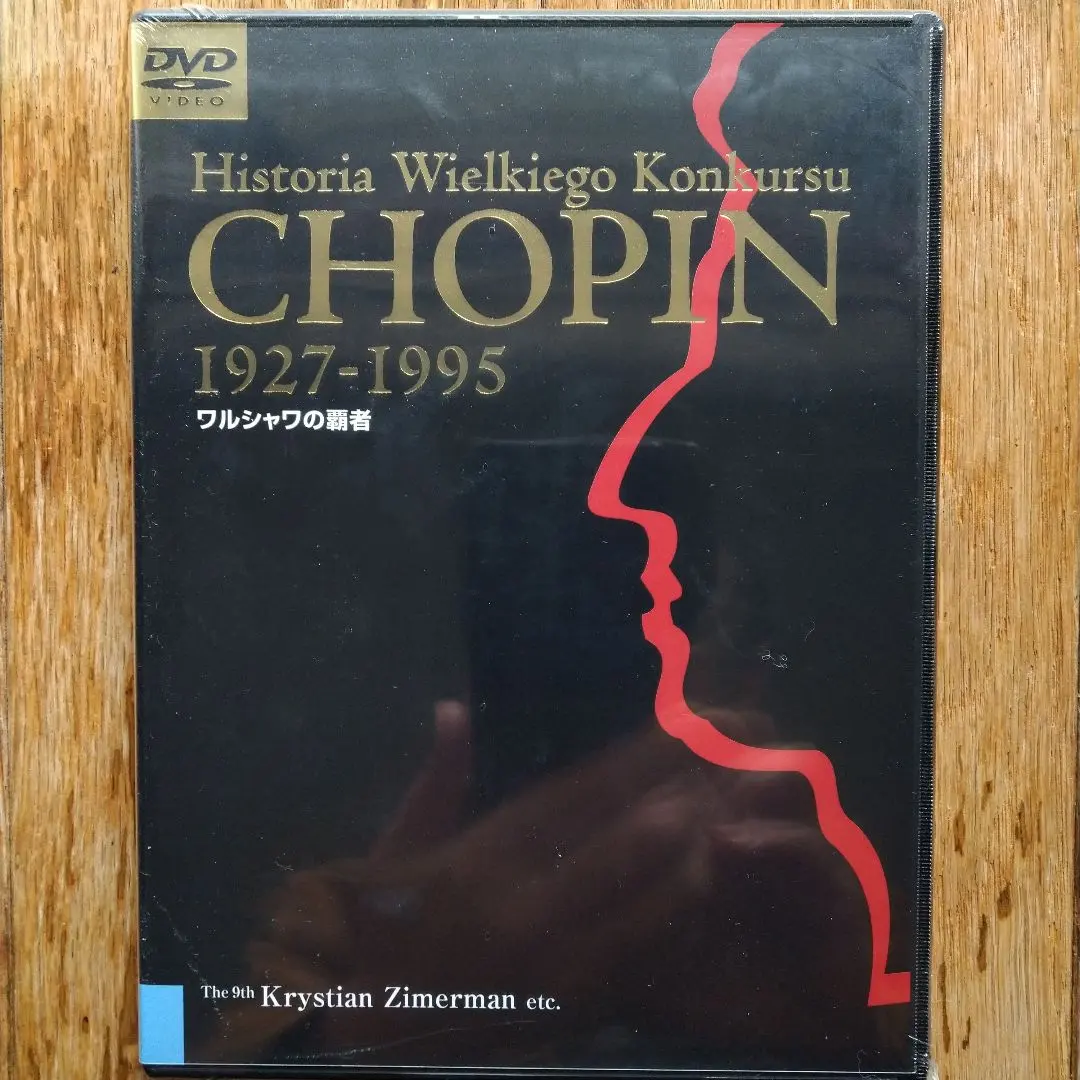 DVD
VIDEO
Historia Wielkiego Konkursu
CHOPIN
1927-1995
ワルシャワの覇者
The 9th Krystian Zimerman etc.